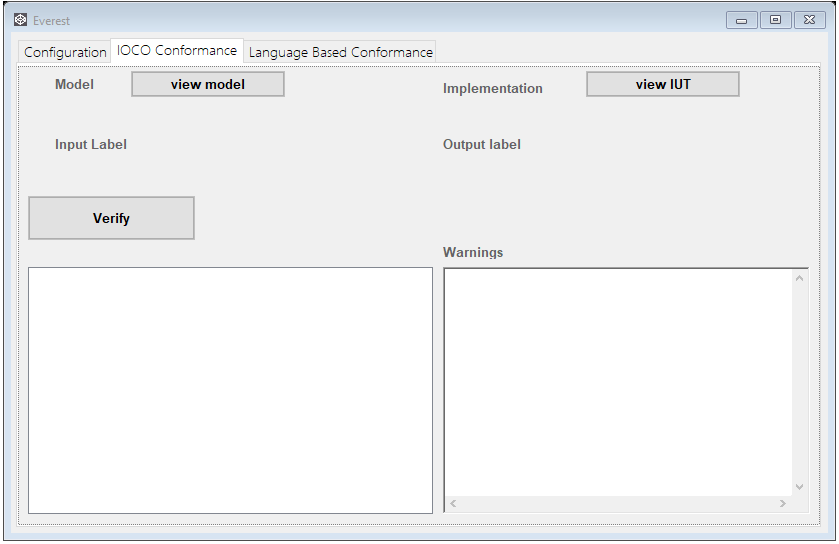 Everest
Configuration IOCO Conformance Language Based Conformance
Model view model Implementation view IUT
Input Label Output label
Verify
Warnings